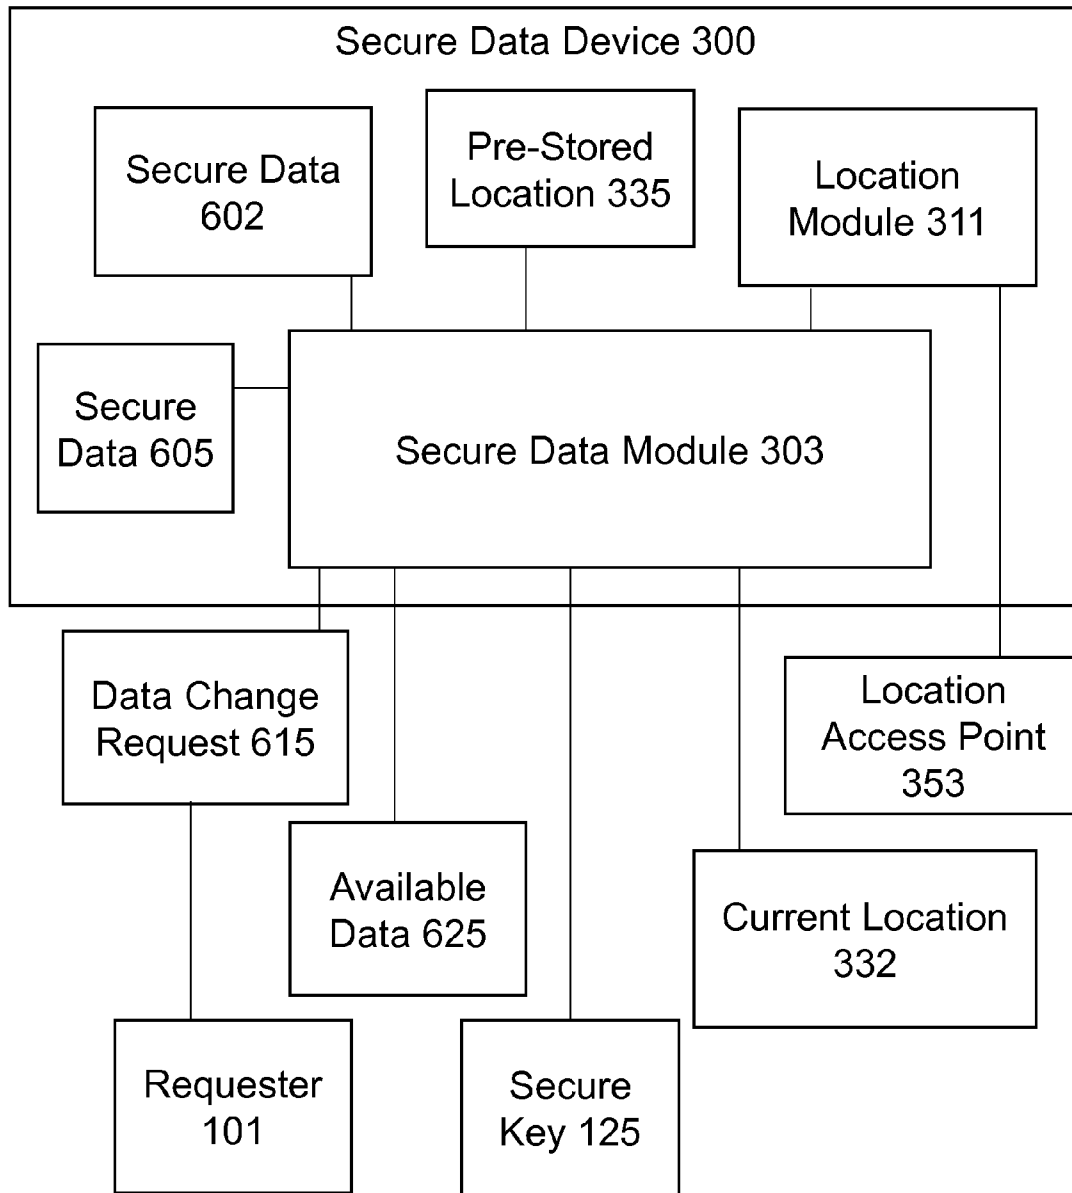 Secure Data Device 300
Secure Data
602
Pre-Stored
Location 335
Location
Module 311
Secure
Data 605
Secure Data Module 303
Data Change
Request 615
Location
Access Point
353
Available
Data 625
Current Location
332
Requester
101
Secure
Key 125